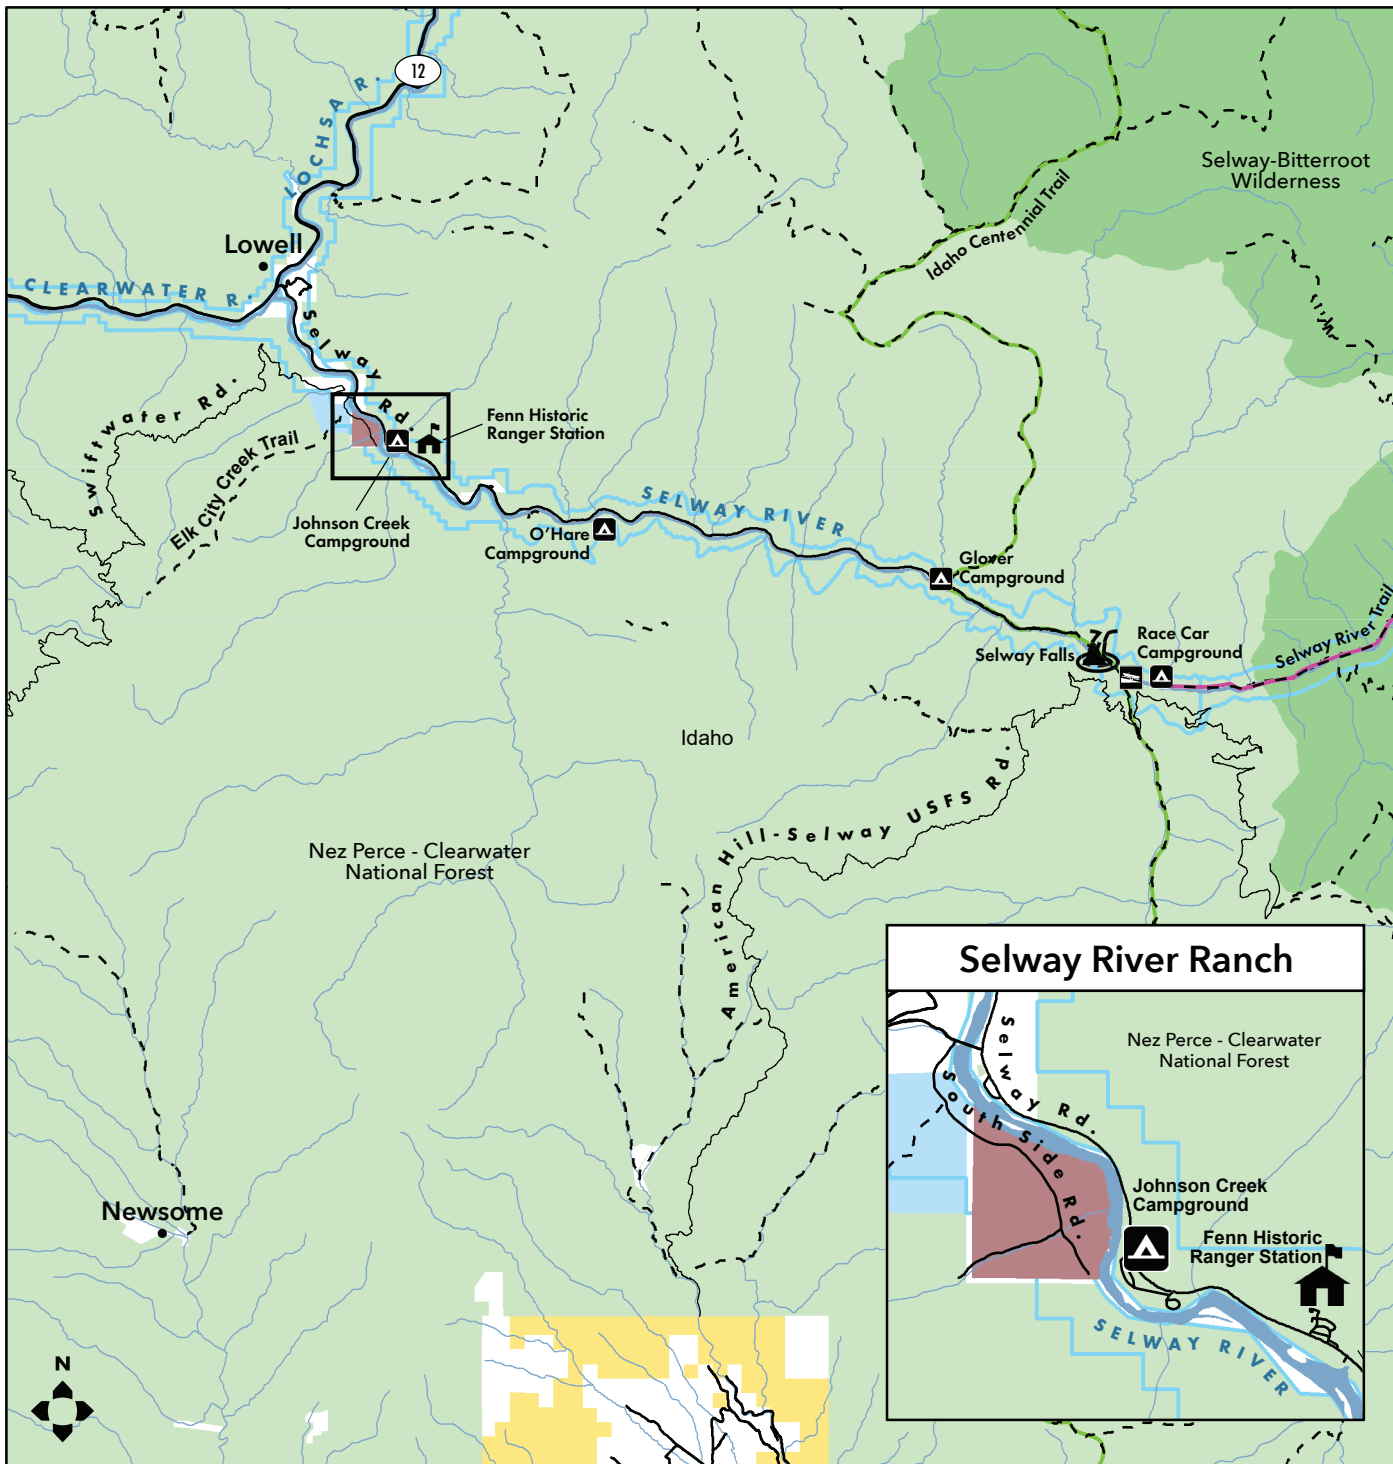 12
LOCHSA R.
Selway-Bitterroot
Wilderness
Idaho Centennial Trail
Lowell
CLEARWATER R.
Selway Rd.
Swiftwater Rd.
Elk City Creek Trail
Fenn Historic
Ranger Station
Johnson Creek
Campground
O'Hare
Campground
SELWAY RIVER
Glover
Campground
Selway Falls
Race Car
Campground
Selway River Trail
Idaho
American Hill-Selway USFS Rd.
Nez Perce - Clearwater
National Forest
Newsome
N
Selway River Ranch
Nez Perce - Clearwater
National Forest
Selway Rd.
South Side Rd.
Johnson Creek
Campground
Fenn Historic
Ranger Station
SELWAY RIVER